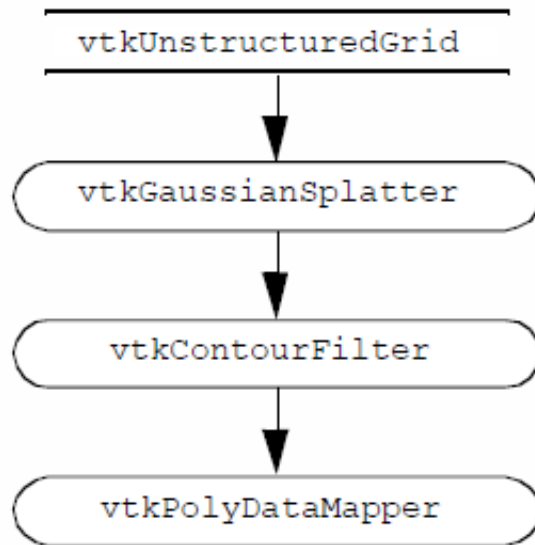 vtkUnstructuredGrid
vtkGaussianSplatter
vtkContourFilter
vtkPolyDataMapper